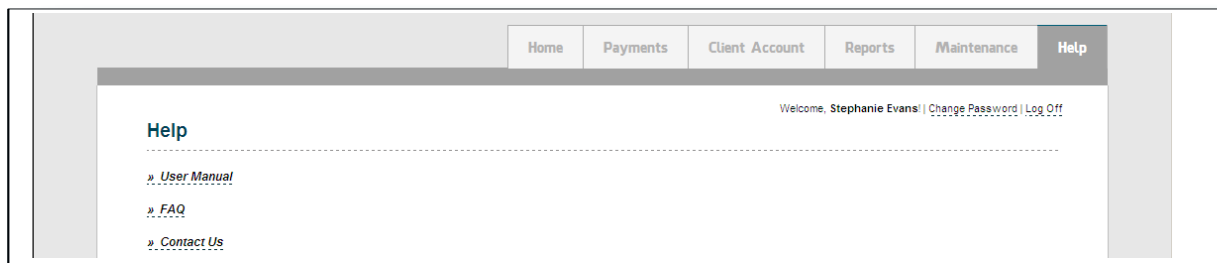 Home Payments Client Account Reports Maintenance Help
Welcome, Stephanie Evans! | Change Password | Log Off
Help
» User Manual
» FAQ
» Contact Us